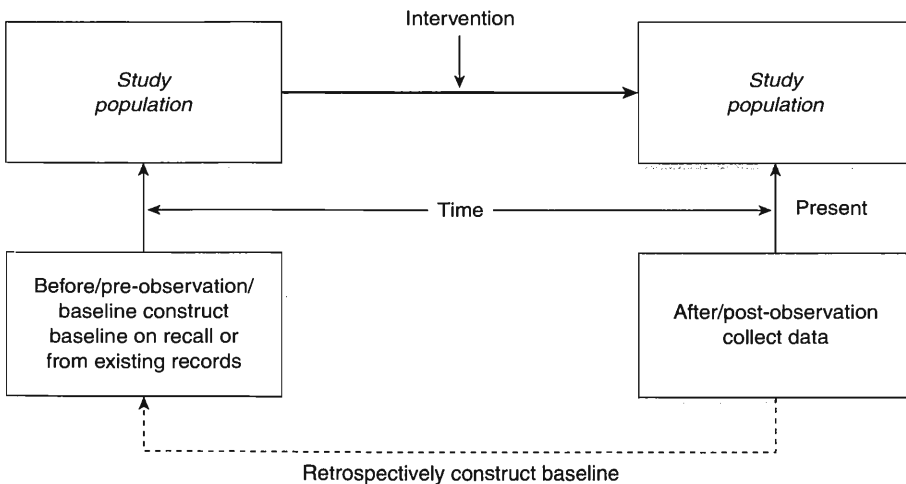 Intervention
Study
population
Study
population
Time
Present
Before/pre-observation/
baseline construct
baseline on recall or
from existing records
After/post-observation
collect data
Retrospectively construct baseline